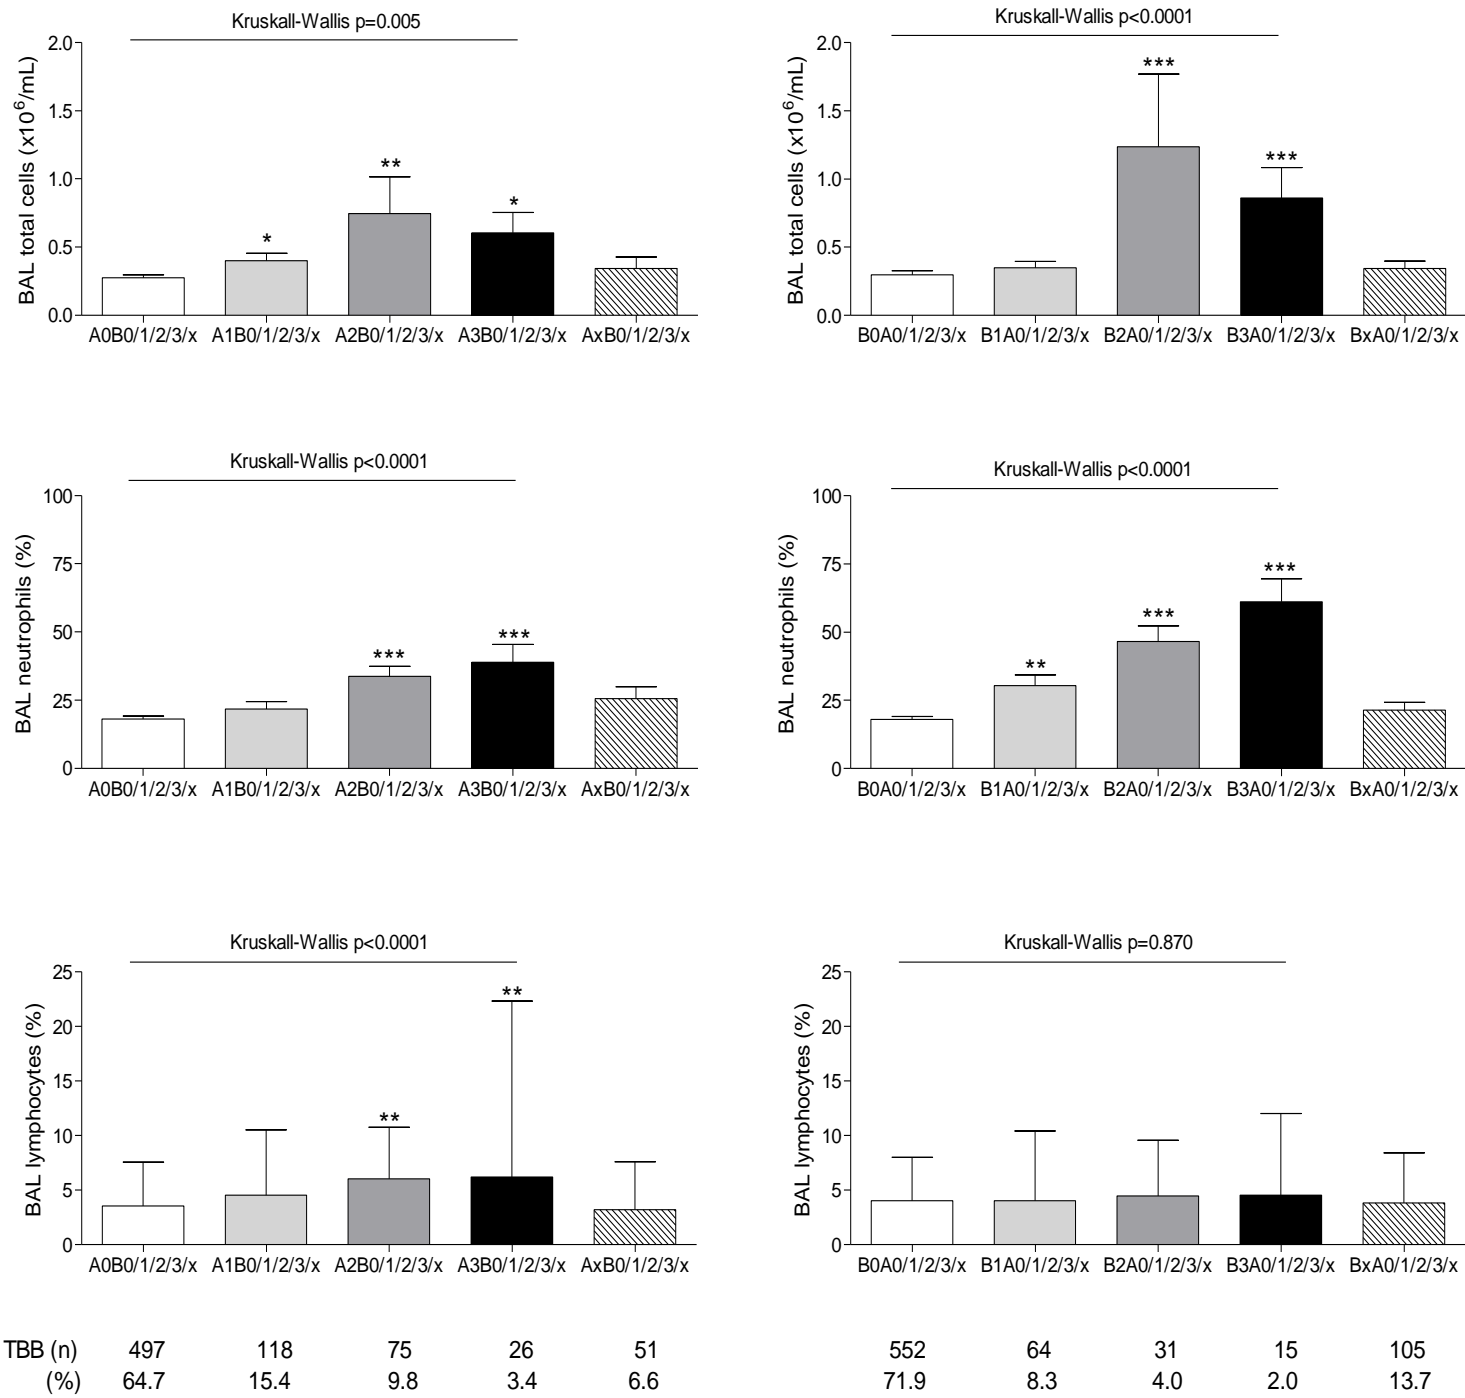 Kruskall-Wallis p=0.005
BAL total cells (x10⁶/mL)
2.0
1.5
1.0
0.5
0.0
*
**
*
A0B0/1/2/3/x A1B0/1/2/3/x A2B0/1/2/3/x A3B0/1/2/3/x AxB0/1/2/3/x
Kruskall-Wallis p<0.0001
BAL total cells (x10⁶/mL)
2.0
1.5
1.0
0.5
0.0
***
***
B0A0/1/2/3/x B1A0/1/2/3/x B2A0/1/2/3/x B3A0/1/2/3/x BxA0/1/2/3/x
Kruskall-Wallis p<0.0001
BAL neutrophils (%)
100
75
50
25
0
***
***
A0B0/1/2/3/x A1B0/1/2/3/x A2B0/1/2/3/x A3B0/1/2/3/x AxB0/1/2/3/x
Kruskall-Wallis p<0.0001
BAL neutrophils (%)
100
75
50
25
0
**
***
***
B0A0/1/2/3/x B1A0/1/2/3/x B2A0/1/2/3/x B3A0/1/2/3/x BxA0/1/2/3/x
Kruskall-Wallis p<0.0001
BAL lymphocytes (%)
25
20
15
10
5
0
**
**
A0B0/1/2/3/x A1B0/1/2/3/x A2B0/1/2/3/x A3B0/1/2/3/x AxB0/1/2/3/x
Kruskall-Wallis p=0.870
BAL lymphocytes (%)
25
20
15
10
5
0
B0A0/1/2/3/x B1A0/1/2/3/x B2A0/1/2/3/x B3A0/1/2/3/x BxA0/1/2/3/x
TBB (n) 497 118 75 26 51 552 64 31 15 105
(%) 64.7 15.4 9.8 3.4 6.6 71.9 8.3 4.0 2.0 13.7